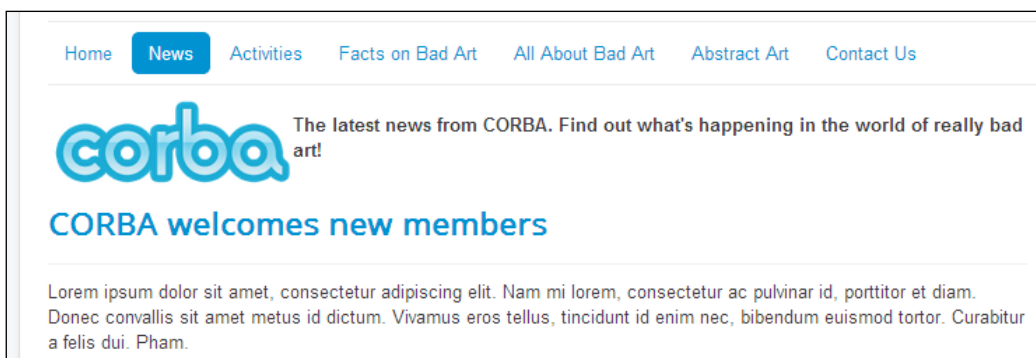 Home News Activities Facts on Bad Art All About Bad Art Abstract Art Contact Us
corba
The latest news from CORBA. Find out what's happening in the world of really bad
art!
CORBA welcomes new members
Lorem ipsum dolor sit amet, consectetur adipiscing elit. Nam mi lorem, consectetur ac pulvinar id, porttitor et diam.
Donec convallis sit amet metus id dictum. Vivamus eros tellus, tincidunt id enim nec, bibendum euismod tortor. Curabitur
a felis dui. Pham.